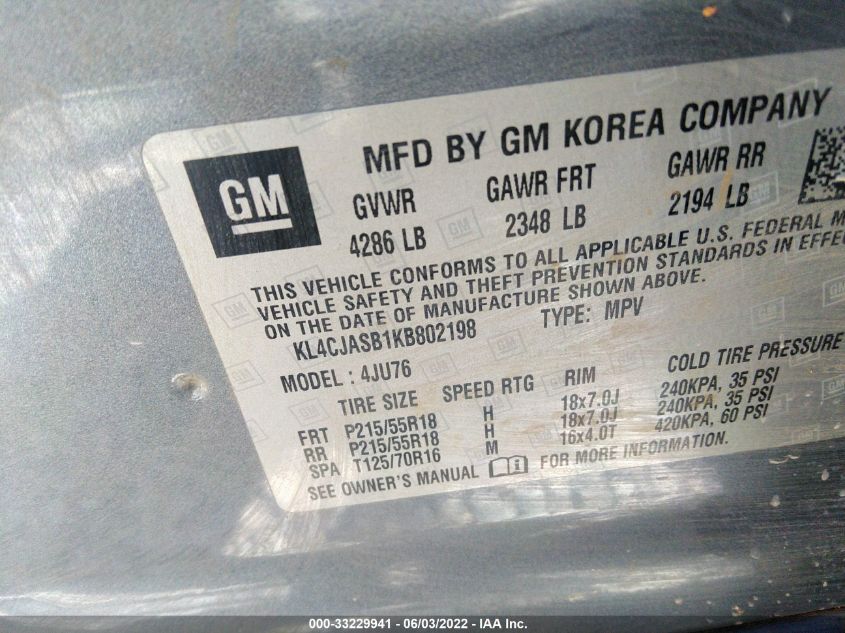 MFD BY GM KOREA COMPANY
GM
GVWR GAWR FRT GAWR RR
4286 LB 2348 LB 2194 LB
THIS VEHICLE CONFORMS TO ALL APPLICABLE U.S. FEDERAL M
VEHICLE SAFETY AND THEFT PREVENTION STANDARDS IN EFFE
ON THE DATE OF MANUFACTURE SHOWN ABOVE.
KL4CJASB1KB802198 TYPE: MPV
MODEL : 4JU76
TIRE SIZE SPEED RTG RIM COLD TIRE PRESSURE
FRT P215/55R18 H 18x7.0J 240KPA, 35 PSI
RR P215/55R18 H 18x7.0J 240KPA, 35 PSI
SPA T125/70R16 M 16x4.0T 420KPA, 60 PSI
SEE OWNER'S MANUAL FOR MORE INFORMATION.
000-33229941 - 06/03/2022 - IAA Inc.